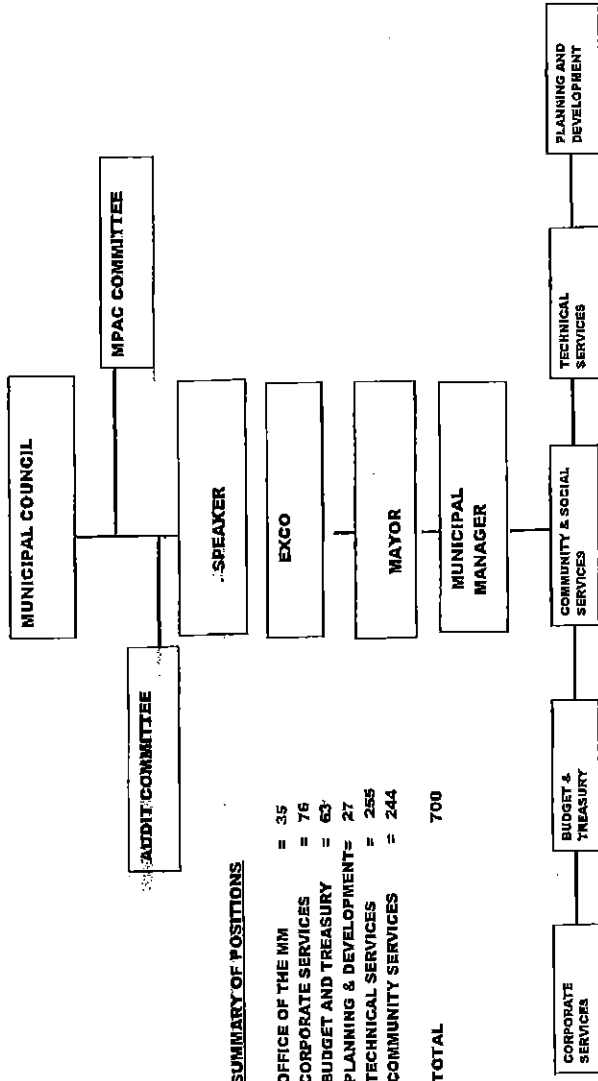 MUNICIPAL COUNCIL
MPAC COMMITTEE
AUDIT COMMITTEE
SPEAKER
EXCO
MAYOR
MUNICIPAL
MANAGER
SUMMARY OF POSITIONS
OFFICE OF THE MM = 35
CORPORATE SERVICES = 76
BUDGET AND TREASURY = 63
PLANNING & DEVELOPMENT= 27
TECHNICAL SERVICES = 255
COMMUNITY SERVICES = 244
TOTAL 700
CORPORATE
SERVICES
BUDGET &
TREASURY
COMMUNITY & SOCIAL
SERVICES
TECHNICAL
SERVICES
PLANNING AND
DEVELOPMENT